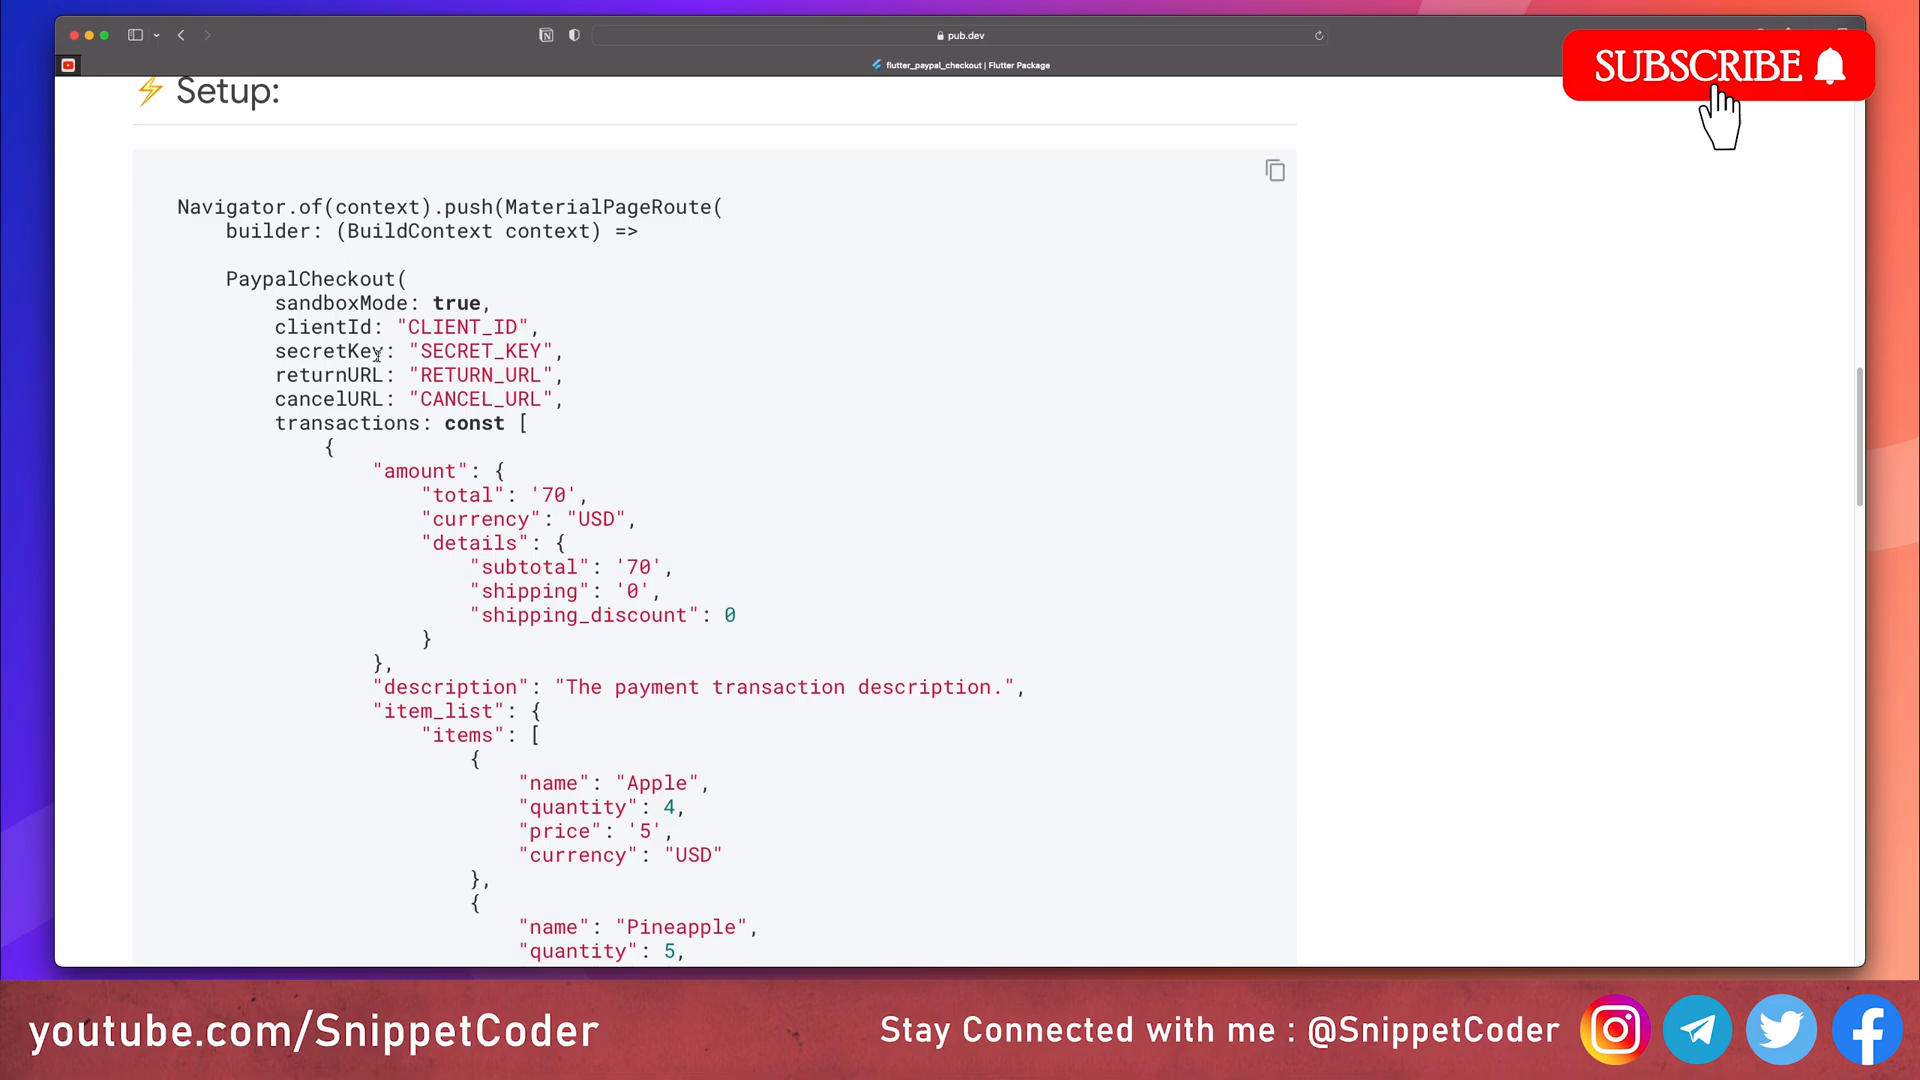 pub.dev
flutter_paypal_checkout | Flutter Package
SUBSCRIBE
⚡ Setup:
Navigator.of(context).push(MaterialPageRoute(
    builder: (BuildContext context) =>
    PaypalCheckout(
        sandboxMode: true,
        clientId: "CLIENT_ID",
        secretKey: "SECRET_KEY",
        returnURL: "RETURN_URL",
        cancelURL: "CANCEL_URL",
        transactions: const [
            {
                "amount": {
                    "total": '70',
                    "currency": "USD",
                    "details": {
                        "subtotal": '70',
                        "shipping": '0',
                        "shipping_discount": 0
                    }
                },
                "description": "The payment transaction description.",
                "item_list": {
                    "items": [
                        {
                            "name": "Apple",
                            "quantity": 4,
                            "price": '5',
                            "currency": "USD"
                        },
                        {
                            "name": "Pineapple",
                            "quantity": 5,
youtube.com/SnippetCoder
Stay Connected with me : @SnippetCoder